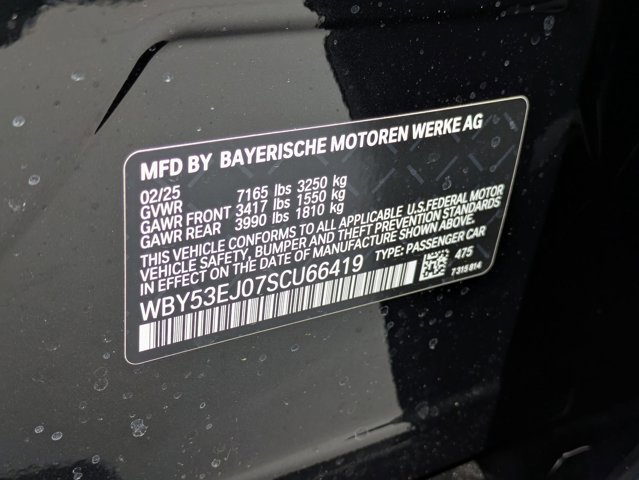 MFD BY BAYERISCHE MOTOREN WERKE AG
02/25
GVWR 7165 lbs 3250 kg
GAWR FRONT 3417 lbs 1550 kg
GAWR REAR 3990 lbs 1810 kg
THIS VEHICLE CONFORMS TO ALL APPLICABLE U.S.FEDERAL MOTOR
VEHICLE SAFETY, BUMPER AND THEFT PREVENTION STANDARDS
IN EFFECT ON THE DATE OF MANUFACTURE SHOWN ABOVE.
WBY53EJ07SCU66419 TYPE: PASSENGER CAR
475
7 315 814